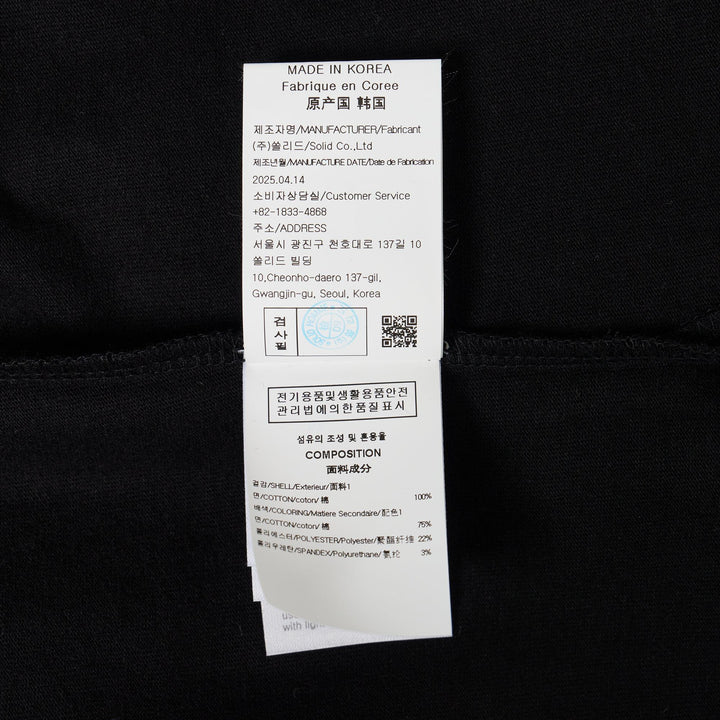 MADE IN KOREA
Fabrique en Coree
原产国 韩国
제조자명/MANUFACTURER/Fabricant
(주)쏠리드/Solid Co.,Ltd
제조년월/MANUFACTURE DATE/Date de Fabrication
2025.04.14
소비자상담실/Customer Service
+82-1833-4868
주소/ADDRESS
서울시 광진구 천호대로 137길 10
쏠리드 빌딩
10,Cheonho-daero 137-gil,
Gwangjin-gu, Seoul, Korea
검사필
전기용품및생활용품안전
관리법에의한품질표시
섬유의 조성 및 혼용율
COMPOSITION
面料成分
겉감/SHELL/Exterieur/面料1
면/COTTON/coton/ 棉 100%
배색/COLORING/Matiere Secondaire/配色1
면/COTTON/coton/ 棉 75%
폴리에스터/POLYESTER/Polyester/聚酯纤维 22%
폴리우레탄/SPANDEX/Polyurethane/氨纶 3%
with